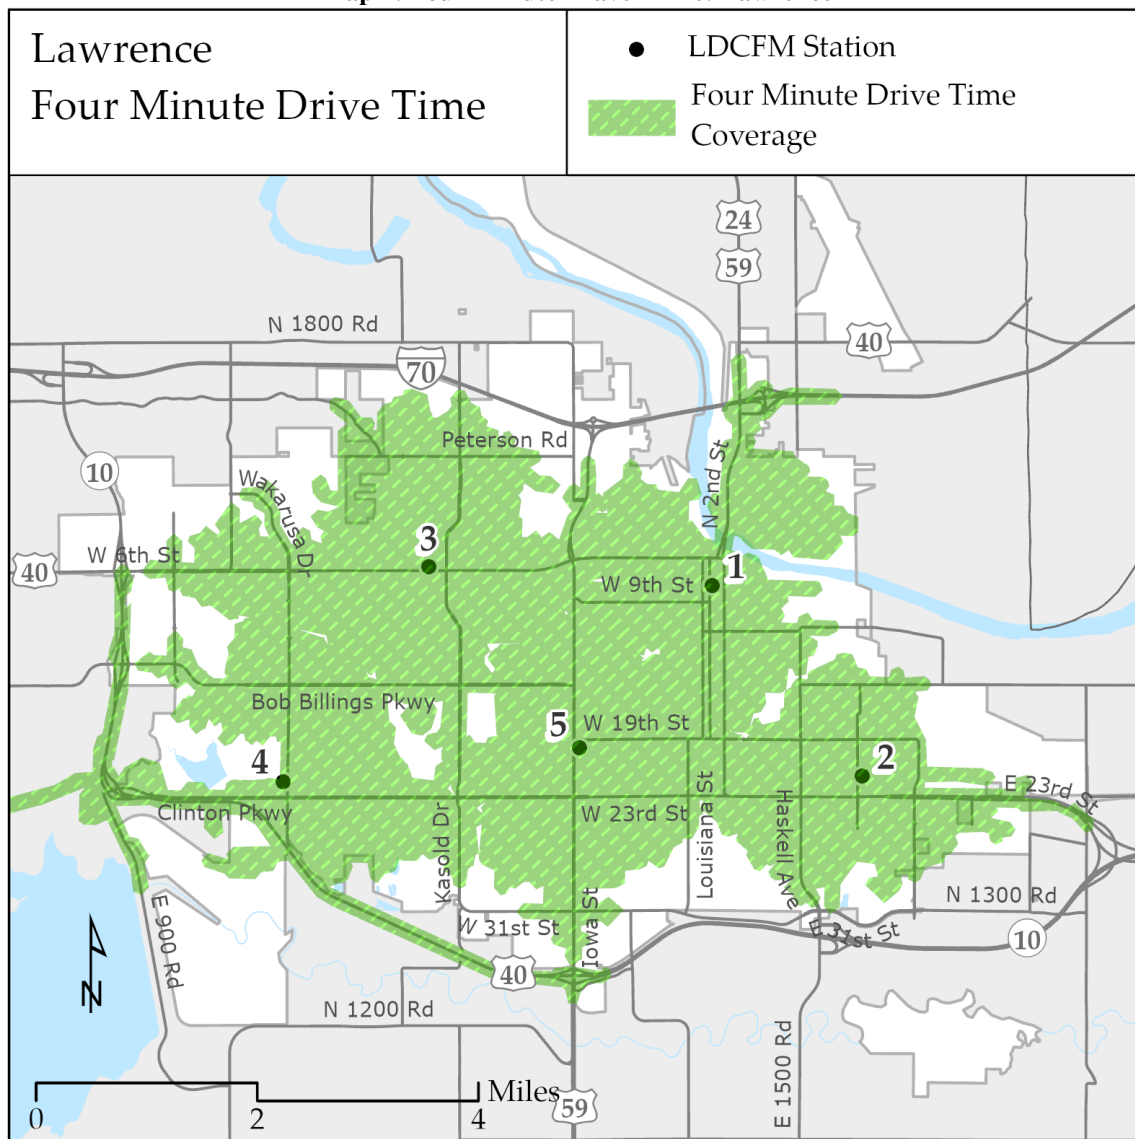 Lawrence
Four Minute Drive Time
LDCFM Station
Four Minute Drive Time
Coverage
24
59
N 1800 Rd
40
70
Peterson Rd
10
Wakarusa Dr
N 2nd St
W 6th St
3
40
1
W 9th St
Bob Billings Pkwy
5
W 19th St
4
2
E 23rd St
Clinton Pkwy
W 23rd St
Kasold Dr
Louisiana St
Haskell Ave
N 1300 Rd
E 900 Rd
W 31st St
Iowa St
E 31st St
10
40
N
N 1200 Rd
E 1500 Rd
Miles
59
0
2
4